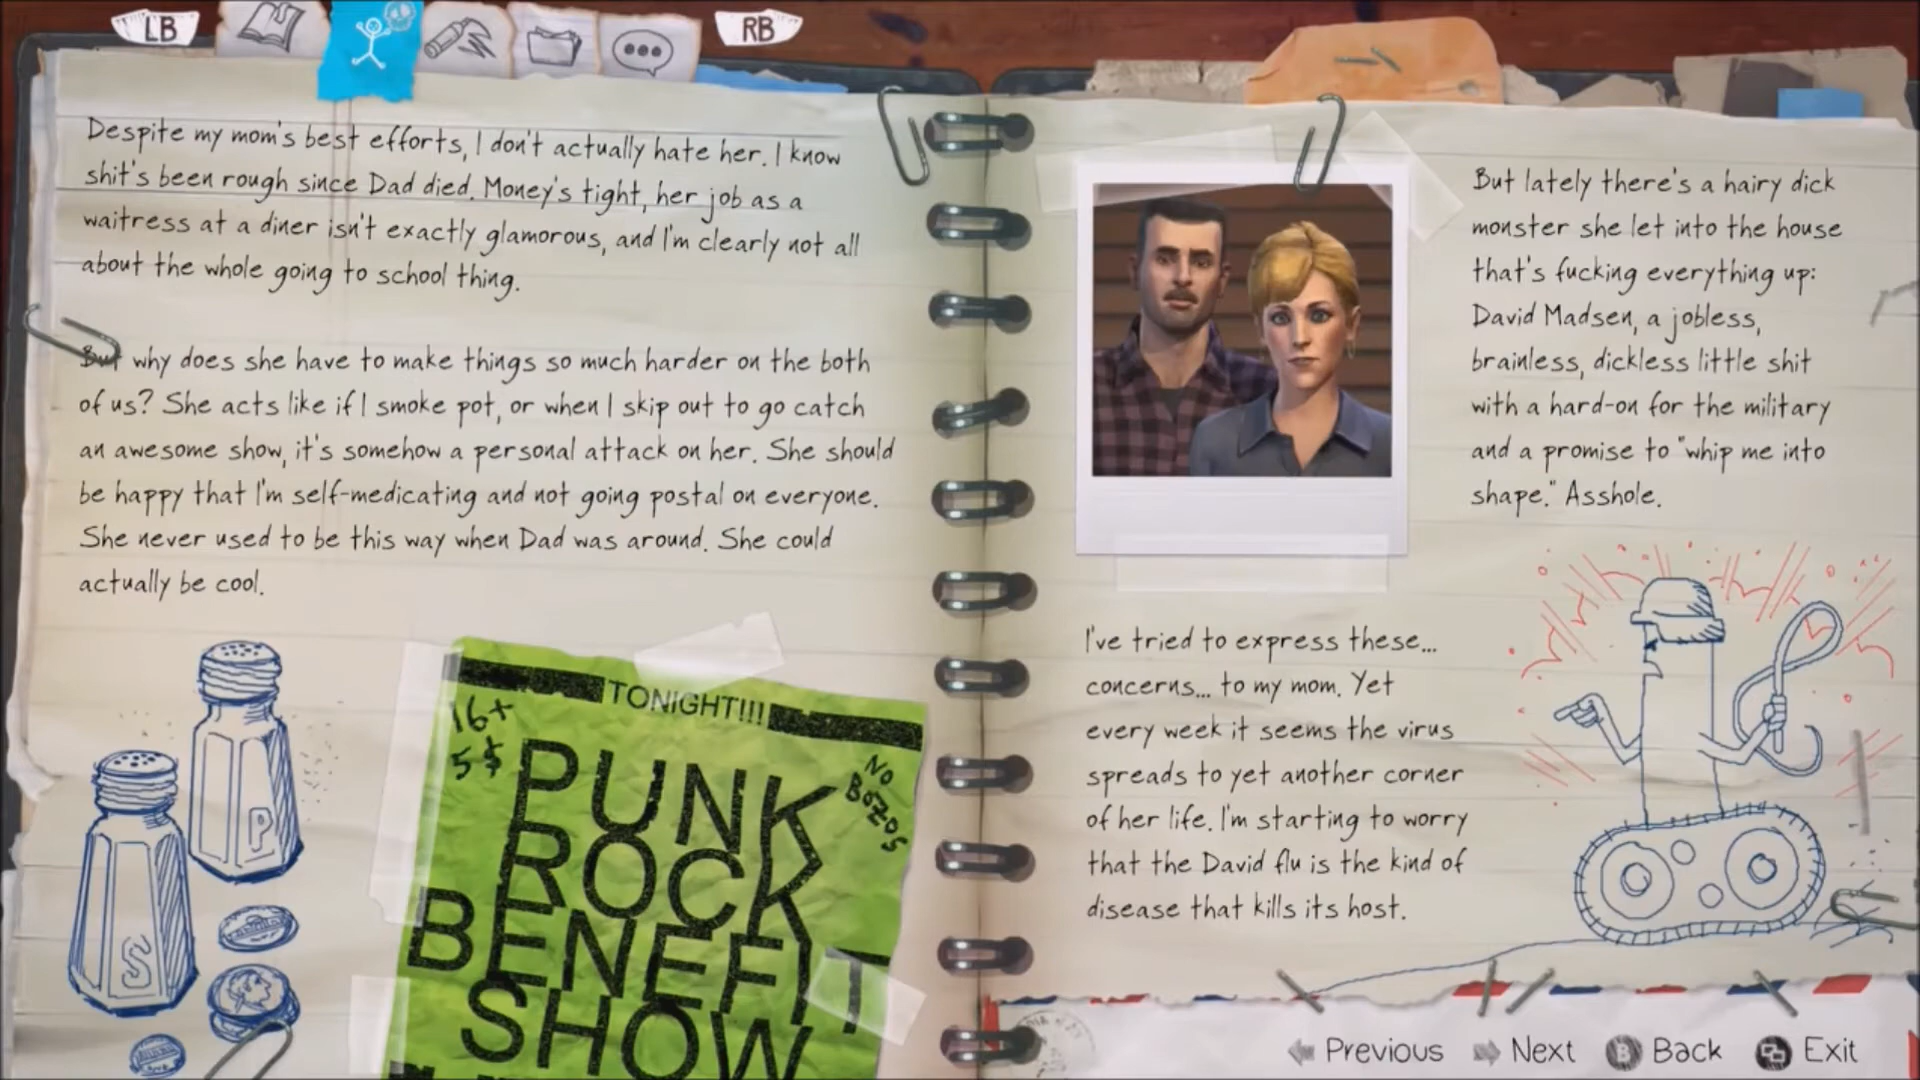 LB
RB
Despite my mom's best efforts, I don't actually hate her. I know
shit's been rough since Dad died. Money's tight, her job as a
waitress at a diner isn't exactly glamorous, and I'm clearly not all
about the whole going to school thing.
But why does she have to make things so much harder on the both
of us? She acts like if I smoke pot, or when I skip out to go catch
an awesome show, it's somehow a personal attack on her. She should
be happy that I'm self-medicating and not going postal on everyone.
She never used to be this way when Dad was around. She could
actually be cool.
P
S
TONIGHT!!!
16+
5$
NO
BOZOS
PUNK
ROCK
BENEFIT
SHOW
But lately there's a hairy dick
monster she let into the house
that's fucking everything up:
David Madsen, a jobless,
brainless, dickless little shit
with a hard-on for the military
and a promise to "whip me into
shape." Asshole.
I've tried to express these...
concerns... to my mom. Yet
every week it seems the virus
spreads to yet another corner
of her life. I'm starting to worry
that the David flu is the kind of
disease that kills its host.
Previous
Next
B
Back
Exit